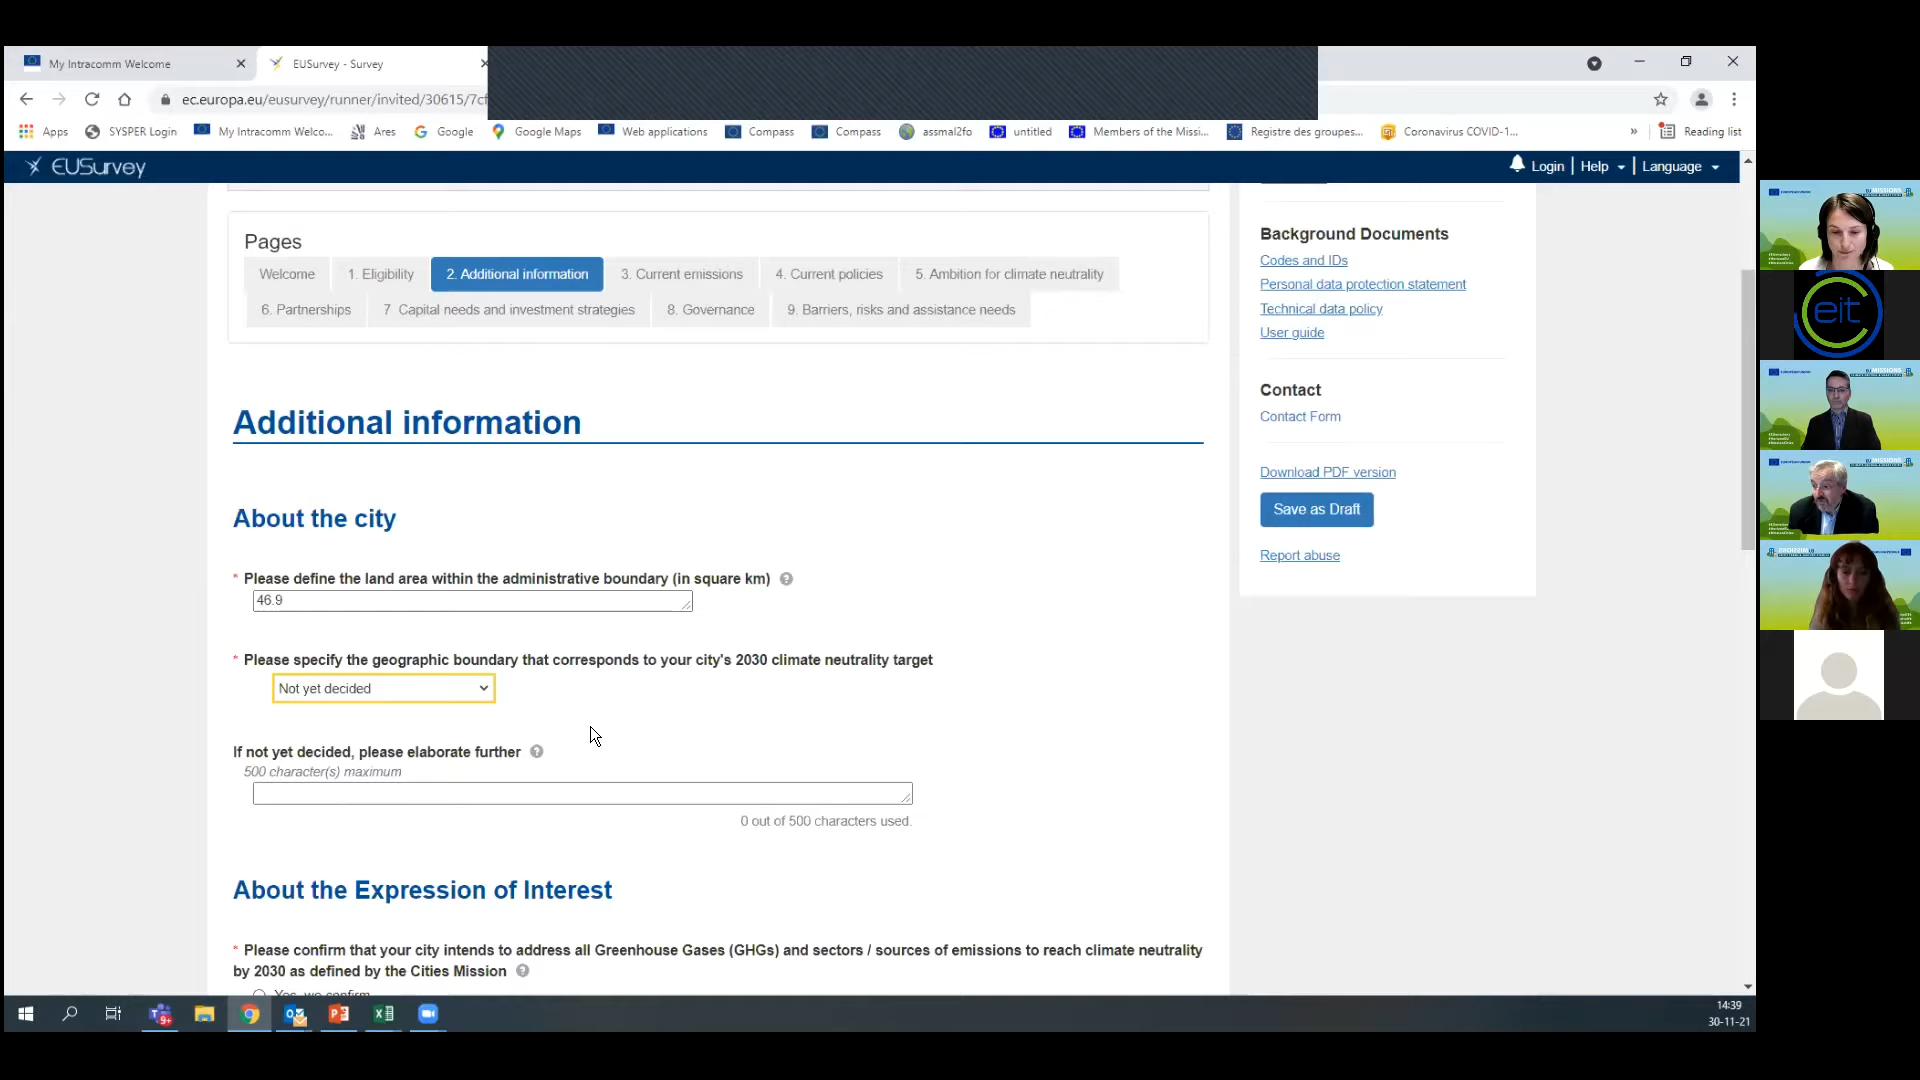 My Intracomm Welcome
EUSurvey - Survey
ec.europa.eu/eusurvey/runner/invited/30615/7cf
Apps
SYSPER Login
My Intracomm Welco...
Ares
Google
Google Maps
Web applications
Compass
Compass
assmal2fo
untitled
Members of the Missi...
Registre des groupes...
Coronavirus COVID-1...
»
Reading list
EUSurvey
Login | Help | Language
Pages
Welcome
1. Eligibility
2. Additional information
3. Current emissions
4. Current policies
5. Ambition for climate neutrality
6. Partnerships
7 Capital needs and investment strategies
8. Governance
9. Barriers, risks and assistance needs
Additional information
About the city
* Please define the land area within the administrative boundary (in square km)
46.9
* Please specify the geographic boundary that corresponds to your city's 2030 climate neutrality target
Not yet decided
If not yet decided, please elaborate further
500 character(s) maximum
0 out of 500 characters used.
About the Expression of Interest
* Please confirm that your city intends to address all Greenhouse Gases (GHGs) and sectors / sources of emissions to reach climate neutrality
by 2030 as defined by the Cities Mission
Yes, we confirm
Background Documents
Codes and IDs
Personal data protection statement
Technical data policy
User guide
Contact
Contact Form
Download PDF version
Save as Draft
Report abuse
eit
14:39
30-11-21